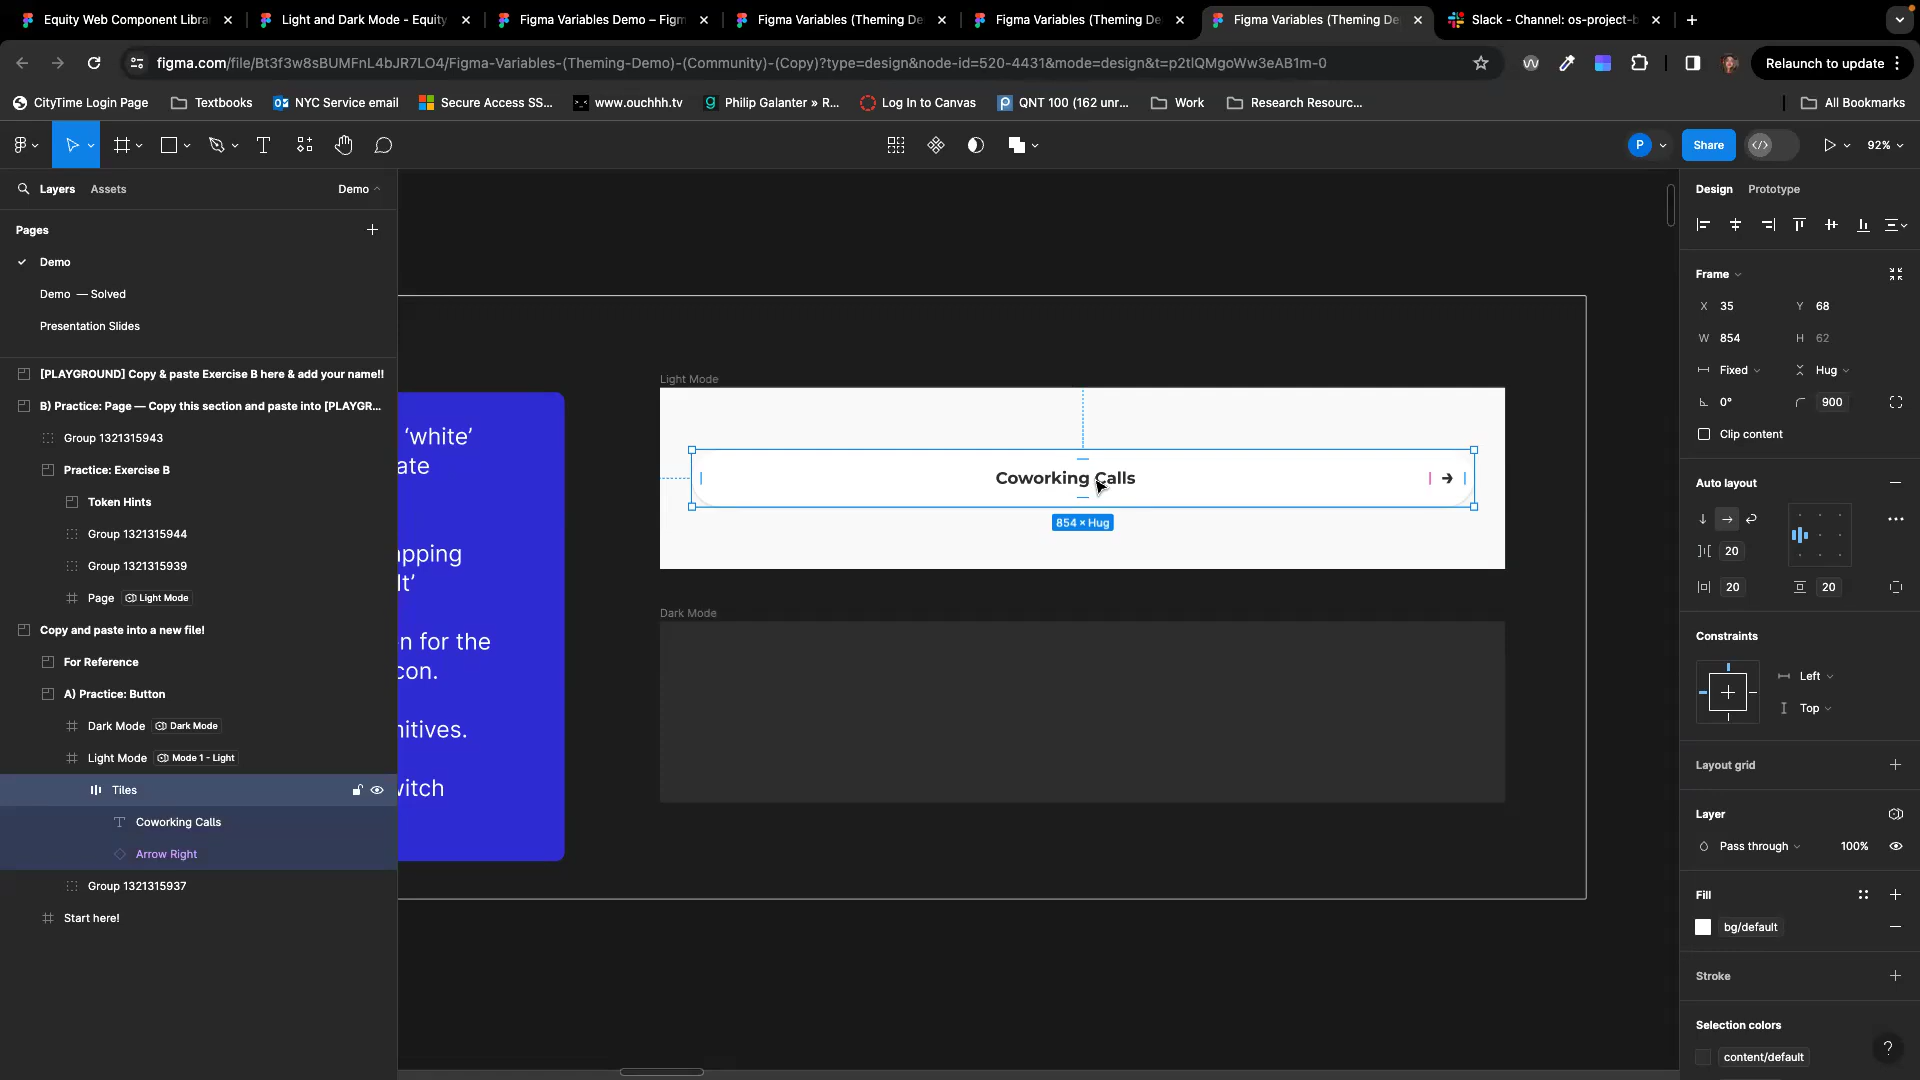 Equity Web Component Libra
Light and Dark Mode - Equity
Figma Variables Demo – Figm
Figma Variables (Theming De
Figma Variables (Theming De
Figma Variables (Theming De
Slack - Channel: os-project-b
figma.com/file/Bt3f3w8sBUMFnL4bJR7LO4/Figma-Variables-(Theming-Demo)-(Community)-(Copy)?type=design&node-id=520-4431&mode=design&t=p2tlQMgoWw3eAB1m-0
Relaunch to update
CityTime Login Page
Textbooks
NYC Service email
Secure Access SS...
www.ouchhh.tv
Philip Galanter » R...
Log In to Canvas
QNT 100 (162 unr...
Work
Research Resourc...
All Bookmarks
P
Share
92%
Layers
Assets
Demo
Design
Prototype
Pages
Demo
Demo — Solved
Presentation Slides
[PLAYGROUND] Copy & paste Exercise B here & add your name!!
B) Practice: Page — Copy this section and paste into [PLAYGR...
Group 1321315943
Practice: Exercise B
Token Hints
Group 1321315944
Group 1321315939
Page
Light Mode
Copy and paste into a new file!
For Reference
A) Practice: Button
Dark Mode
Dark Mode
Light Mode
Mode 1 - Light
Tiles
Coworking Calls
Arrow Right
Group 1321315937
Start here!
'white'
ate
apping
lt'
n for the
con.
nitives.
witch
Light Mode
Coworking Calls
854 × Hug
Dark Mode
Frame
X 35
Y 68
W 854
H 62
Fixed
Hug
0°
900
Clip content
Auto layout
20
20
20
Constraints
Left
Top
Layout grid
Layer
Pass through
100%
Fill
bg/default
Stroke
Selection colors
content/default
?